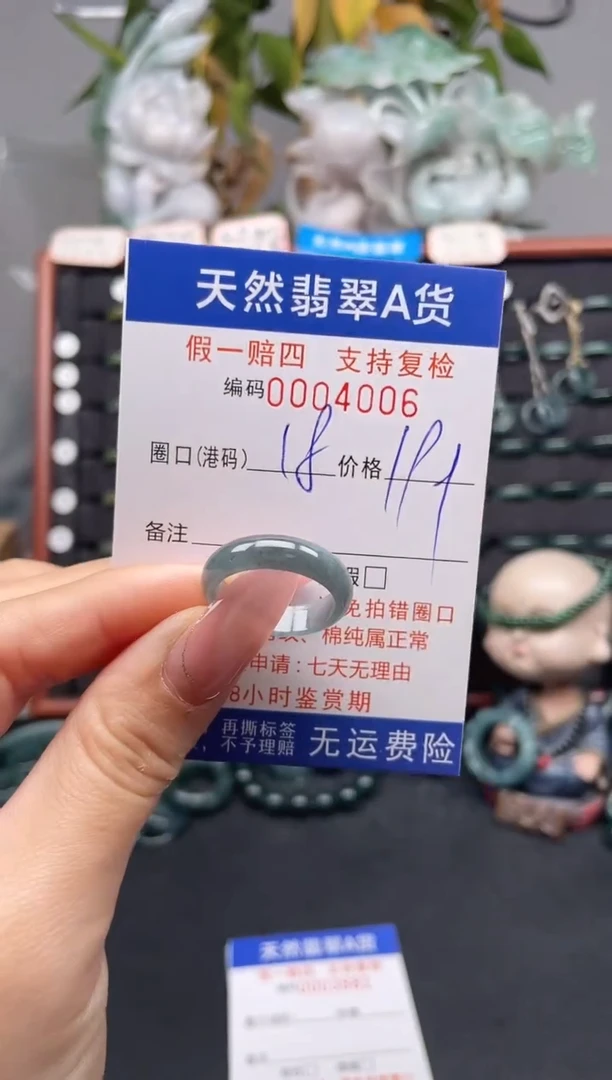 天然翡翠A货
假一赔四 支持复检
编码0004006
圈口(港码) 18 价格 199
备注
假□
免拍错圈口
、棉纯属正常
申请:七天无理由
8小时鉴赏期
再撕标签
,不予理赔 无运费险
天然翡翠A货